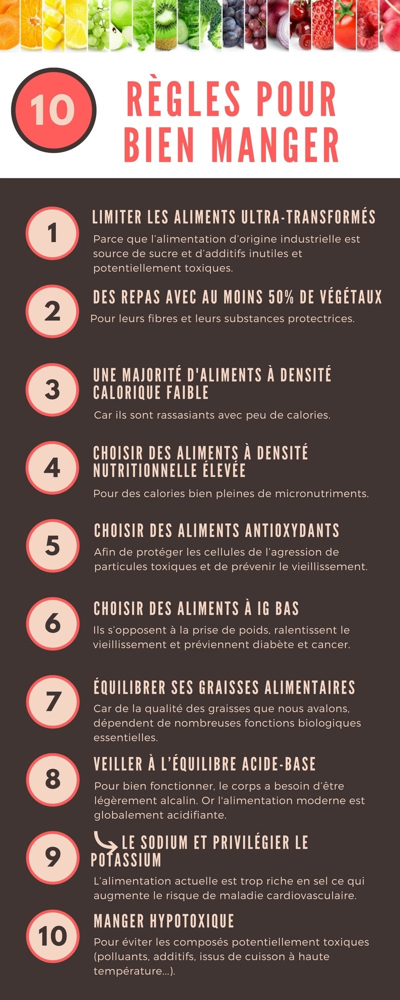 10
RÈGLES POUR
BIEN MANGER
1
LIMITER LES ALIMENTS ULTRA-TRANSFORMÉS
Parce que l’alimentation d’origine industrielle est
source de sucre et d’additifs inutiles et
potentiellement toxiques.
2
DES REPAS AVEC AU MOINS 50% DE VÉGÉTAUX
Pour leurs fibres et leurs substances protectrices.
3
UNE MAJORITÉ D'ALIMENTS À DENSITÉ
CALORIQUE FAIBLE
Car ils sont rassasiants avec peu de calories.
4
CHOISIR DES ALIMENTS À DENSITÉ
NUTRITIONNELLE ÉLEVÉE
Pour des calories bien pleines de micronutriments.
5
CHOISIR DES ALIMENTS ANTIOXYDANTS
Afin de protéger les cellules de l’agression de
particules toxiques et de prévenir le vieillissement.
6
CHOISIR DES ALIMENTS À IG BAS
Ils s’opposent à la prise de poids, ralentissent le
vieillissement et préviennent diabète et cancer.
7
ÉQUILIBRER SES GRAISSES ALIMENTAIRES
Car de la qualité des graisses que nous avalons,
dépendent de nombreuses fonctions biologiques
essentielles.
8
VEILLER À L’ÉQUILIBRE ACIDE-BASE
Pour bien fonctionner, le corps a besoin d’être
légèrement alcalin. Or l'alimentation moderne est
globalement acidifiante.
9
LE SODIUM ET PRIVILÉGIER LE
POTASSIUM
L’alimentation actuelle est trop riche en sel ce qui
augmente le risque de maladie cardiovasculaire.
10
MANGER HYPOTOXIQUE
Pour éviter les composés potentiellement toxiques
(polluants, additifs, issus de cuisson à haute
température...).